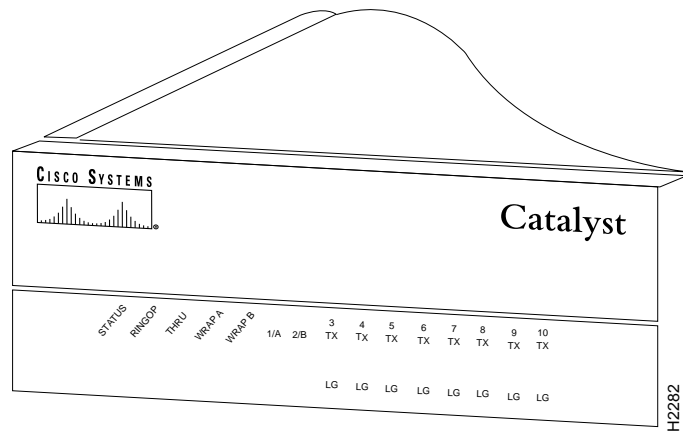 CISCO SYSTEMS
®
Catalyst
STATUS RINGOP THRU WRAP A WRAP B 1/A 2/B 3 4 5 6 7 8 9 10
TX TX TX TX TX TX TX TX
LG LG LG LG LG LG LG LG
H2282